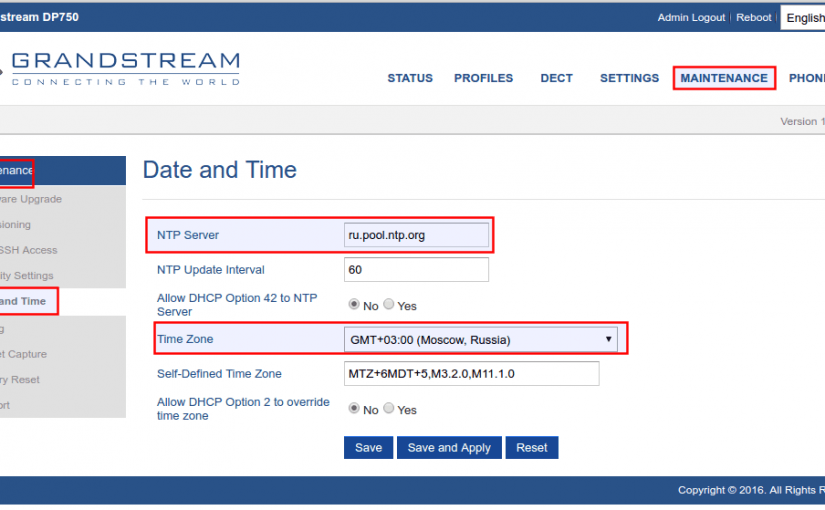 stream DP750
Admin Logout | Reboot | English
GRANDSTREAM
CONNECTING THE WORLD
STATUS PROFILES DECT SETTINGS MAINTENANCE PHON
Version 1
enance
Date and Time
ware Upgrade
sioning
SSH Access
ity Settings
and Time
g
et Capture
ry Reset
ort
NTP Server ru.pool.ntp.org
NTP Update Interval 60
Allow DHCP Option 42 to NTP
Server
No Yes
Time Zone GMT+03:00 (Moscow, Russia)
Self-Defined Time Zone MTZ+6MDT+5,M3.2.0,M11.1.0
Allow DHCP Option 2 to override
time zone
No Yes
Save Save and Apply Reset
Copyright © 2016. All Rights R